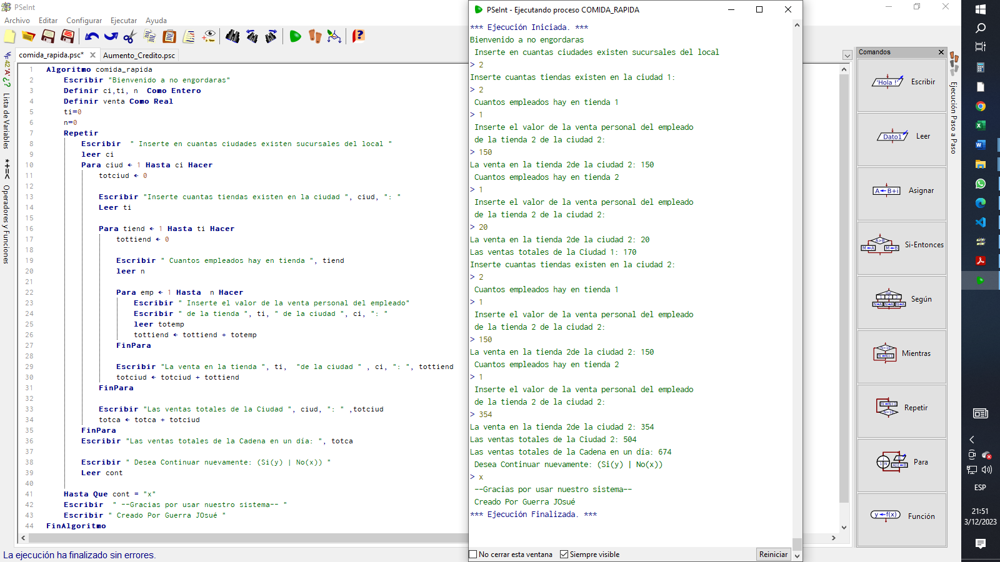 PSeInt
Archivo Editar Configurar Ejecutar Ayuda
comida_rapida.psc* Aumento_Credito.psc
Lista de Variables
Operadores y Funciones
1 Algoritmo comida_rapida
2 Escribir "Bienvenido a no engordaras"
3 Definir ci,ti, n Como Entero
4 Definir venta Como Real
5 ti=0
6 n=0
7 Repetir
8 Escribir " Inserte en cuantas ciudades existen sucursales del local "
9 leer ci
10 Para ciud ← 1 Hasta ci Hacer
11 totciud ← 0
12
13 Escribir "Inserte cuantas tiendas existen en la ciudad ", ciud, ": "
14 Leer ti
15
16 Para tiend ← 1 Hasta ti Hacer
17 tottiend ← 0
18
19 Escribir " Cuantos empleados hay en tienda ", tiend
20 leer n
21
22 Para emp ← 1 Hasta n Hacer
23 Escribir " Inserte el valor de la venta personal del empleado"
24 Escribir " de la tienda ", ti, " de la ciudad ", ci, ": "
25 leer totemp
26 tottiend ← tottiend + totemp
27 FinPara
28
29 Escribir "La venta en la tienda ", ti, "de la ciudad " , ci, ": ", tottiend
30 totciud ← totciud + tottiend
31 FinPara
32
33 Escribir "Las ventas totales de la Ciudad ", ciud, ": " ,totciud
34 totca ← totca + totciud
35 FinPara
36 Escribir "Las ventas totales de la Cadena en un día: ", totca
37
38 Escribir " Desea Continuar nuevamente: (Si(y) | No(x)) "
39 Leer cont
40
41 Hasta Que cont = "x"
42 Escribir " --Gracias por usar nuestro sistema-- "
43 Escribir " Creado Por Guerra JOsué "
44 FinAlgoritmo
La ejecución ha finalizado sin errores.
PSeInt - Ejecutando proceso COMIDA_RAPIDA
*** Ejecución Iniciada. ***
Bienvenido a no engordaras
Inserte en cuantas ciudades existen sucursales del local
> 2
Inserte cuantas tiendas existen en la ciudad 1:
> 2
Cuantos empleados hay en tienda 1
> 1
Inserte el valor de la venta personal del empleado
de la tienda 2 de la ciudad 2:
> 150
La venta en la tienda 2de la ciudad 2: 150
Cuantos empleados hay en tienda 2
> 1
Inserte el valor de la venta personal del empleado
de la tienda 2 de la ciudad 2:
> 20
La venta en la tienda 2de la ciudad 2: 20
Las ventas totales de la Ciudad 1: 170
Inserte cuantas tiendas existen en la ciudad 2:
> 2
Cuantos empleados hay en tienda 1
> 1
Inserte el valor de la venta personal del empleado
de la tienda 2 de la ciudad 2:
> 150
La venta en la tienda 2de la ciudad 2: 150
Cuantos empleados hay en tienda 2
> 1
Inserte el valor de la venta personal del empleado
de la tienda 2 de la ciudad 2:
> 354
La venta en la tienda 2de la ciudad 2: 354
Las ventas totales de la Ciudad 2: 504
Las ventas totales de la Cadena en un día: 674
Desea Continuar nuevamente: (Si(y) | No(x))
> x
--Gracias por usar nuestro sistema--
Creado Por Guerra JOsué
*** Ejecución Finalizada. ***
No cerrar esta ventana Siempre visible Reiniciar
Comandos
'Hola !' Escribir
Dato1 Leer
A←B+i Asignar
A>B M←A M←B Si-Entonces
Según
Mientras
Repetir
Para
y←f(x) Función
Ejecución Paso a Paso
ESP
21:51
3/12/2023